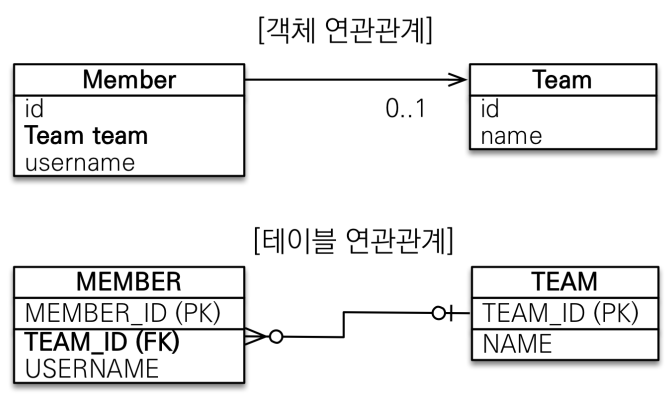 [객체 연관관계]
Member
id
Team team
username
0..1
Team
id
name
[테이블 연관관계]
MEMBER
MEMBER_ID (PK)
TEAM_ID (FK)
USERNAME
TEAM
TEAM_ID (PK)
NAME